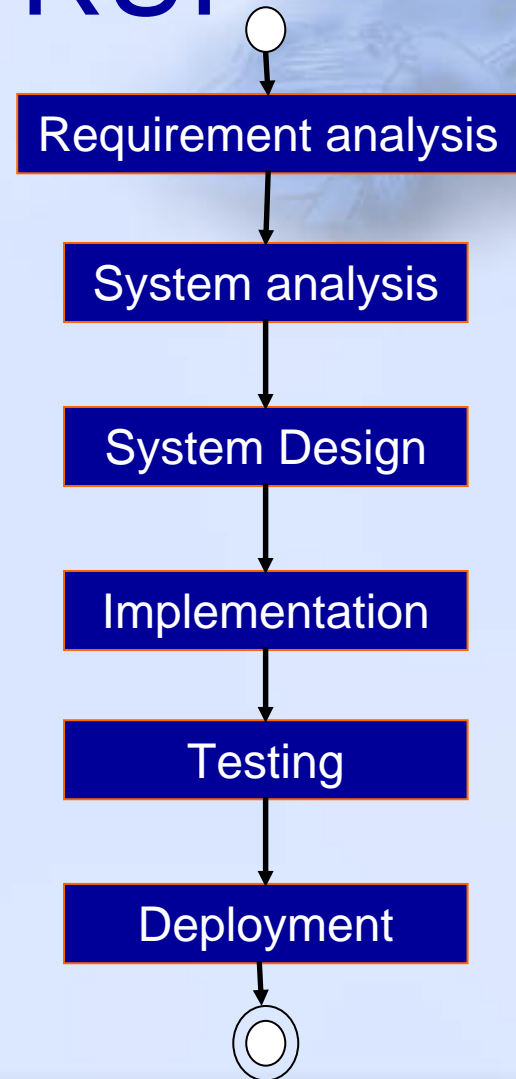 Requirement analysis
System analysis
System Design
Implementation
Testing
Deployment